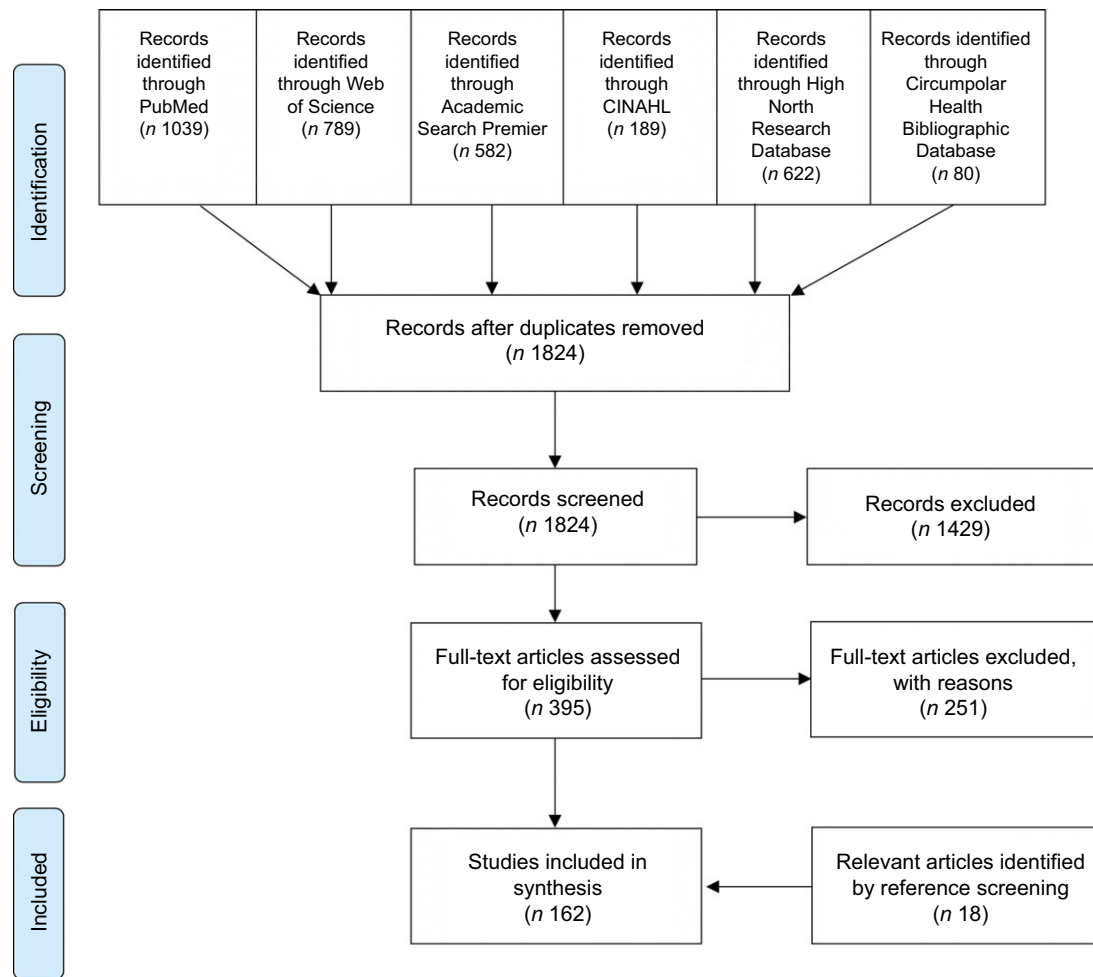 Records
identified
through
PubMed
(n 1039)
Records
identified
through Web
of Science
(n 789)
Records
identified
through
Academic
Search Premier
(n 582)
Records
identified
through
CINAHL
(n 189)
Records
identified
through High
North
Research
Database
(n 622)
Records identified
through
Circumpolar
Health
Bibliographic
Database
(n 80)
Identification
Records after duplicates removed
(n 1824)
Screening
Records screened
(n 1824)
Records excluded
(n 1429)
Eligibility
Full-text articles assessed
for eligibility
(n 395)
Full-text articles excluded,
with reasons
(n 251)
Included
Studies included in
synthesis
(n 162)
Relevant articles identified
by reference screening
(n 18)